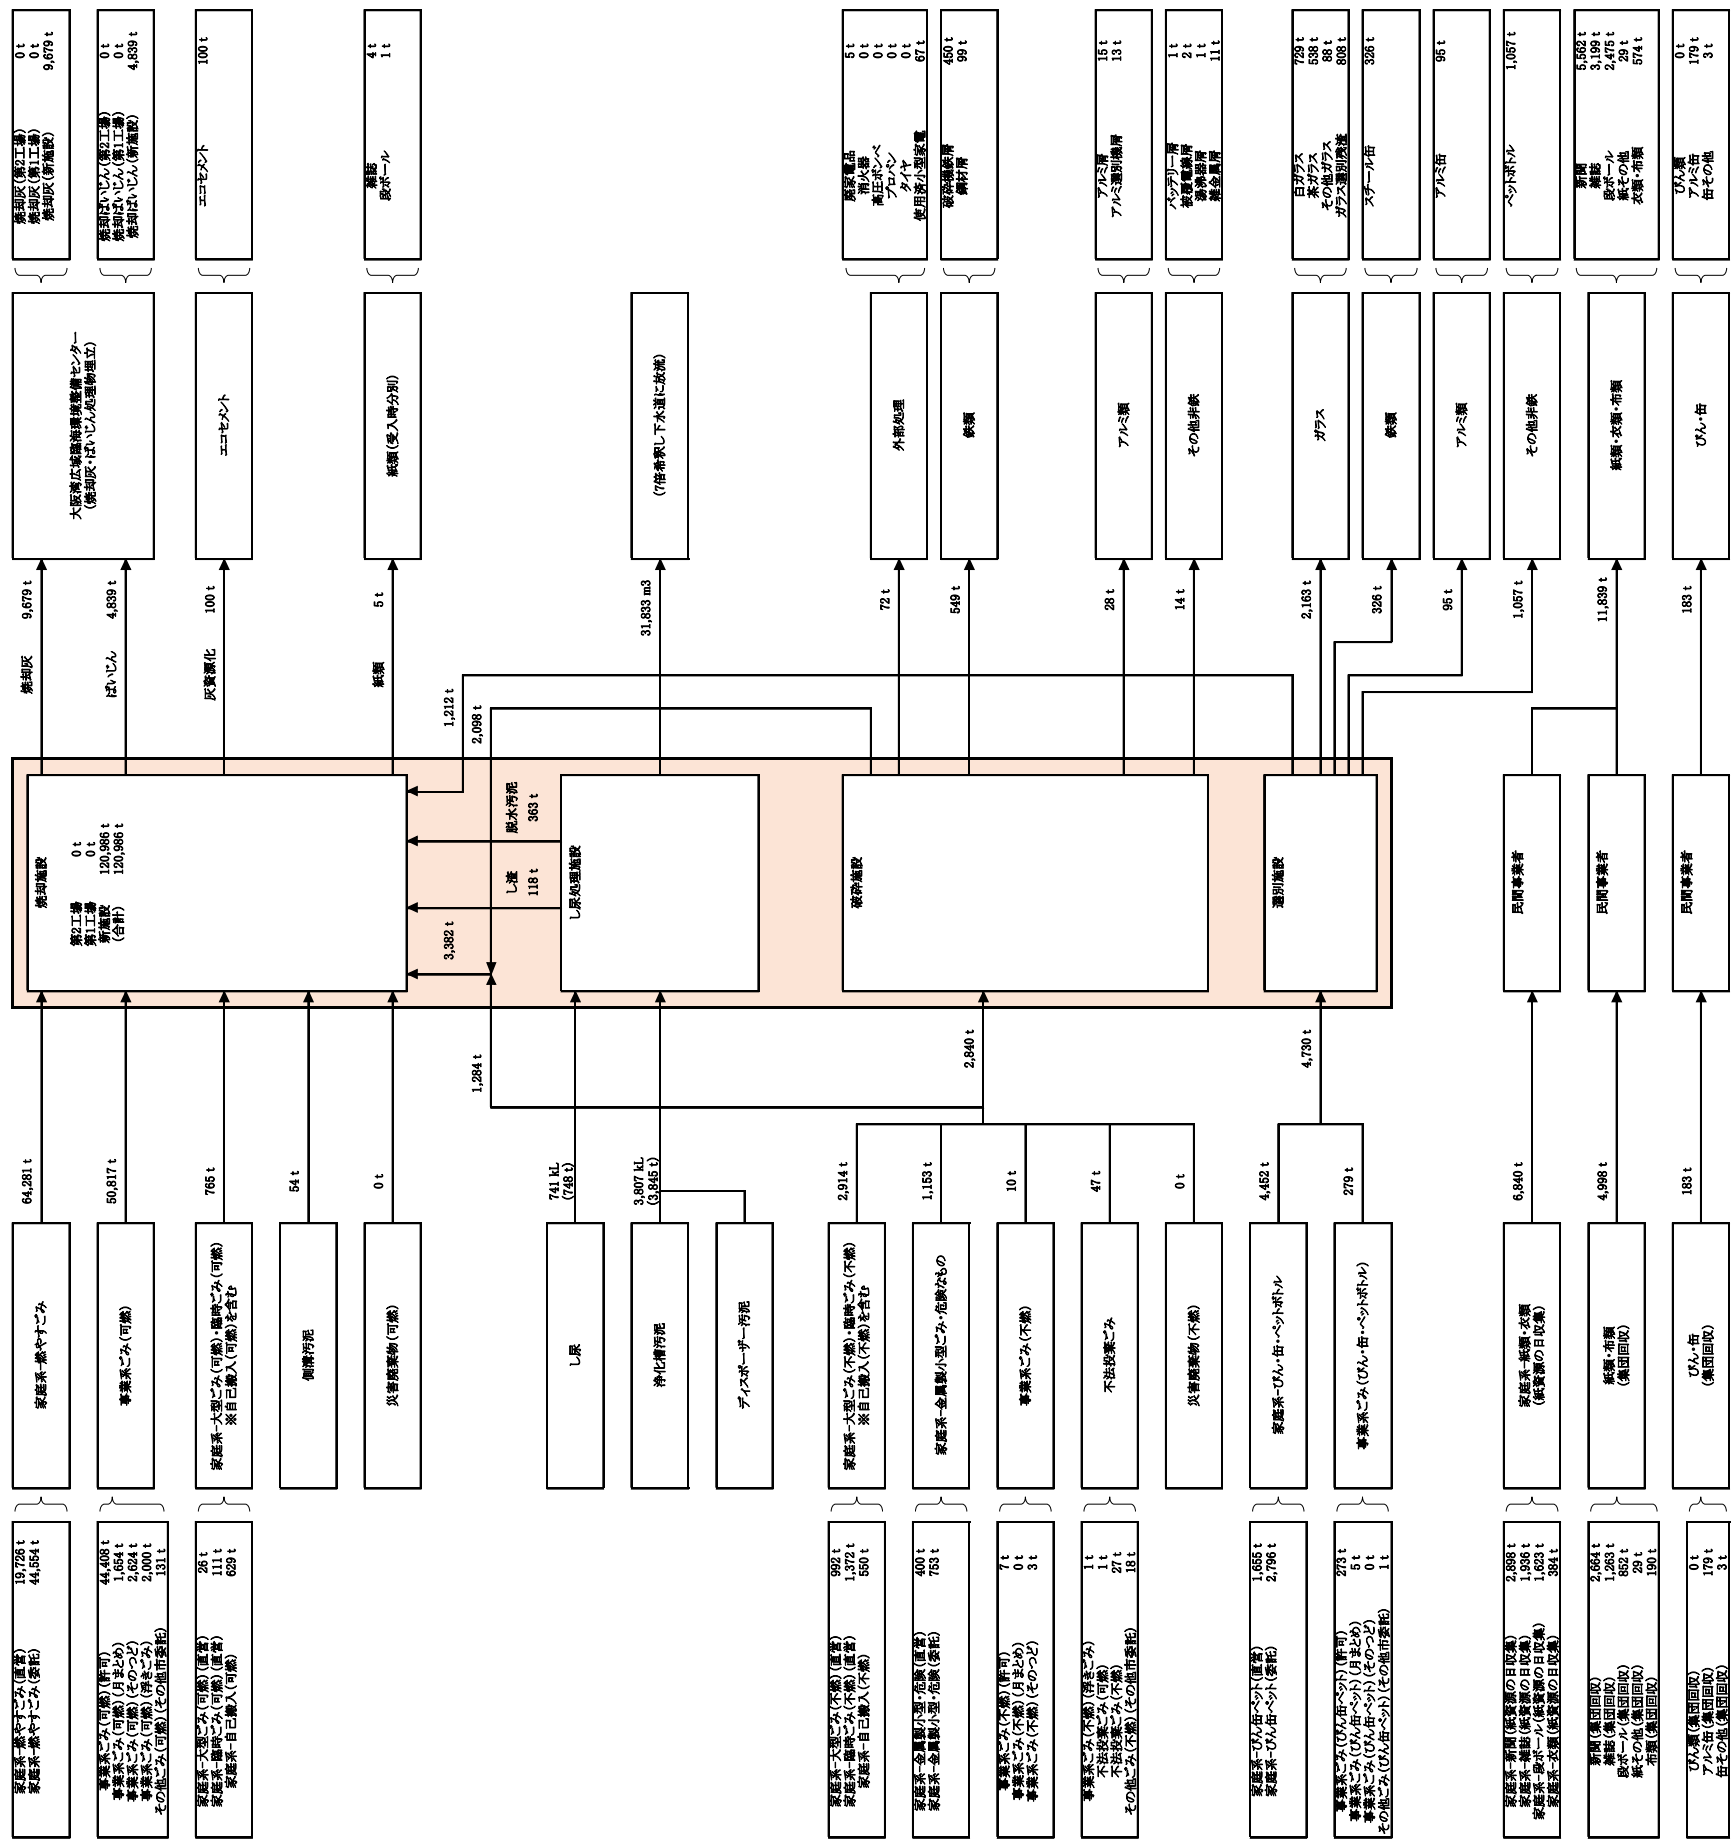 家庭系-燃やすごみ(直営) 19,726 t
家庭系-燃やすごみ(委託) 44,554 t
事業系ごみ(可燃)(許可) 44,408 t
事業系ごみ(可燃)(月まとめ) 1,654 t
事業系ごみ(可燃)(そのつど) 2,624 t
事業系ごみ(可燃)(浮きごみ) 2,000 t
その他ごみ(可燃)(その他市委託) 131 t
家庭系-大型ごみ(可燃)(直営) 26 t
家庭系-臨時ごみ(可燃)(直営) 111 t
家庭系-自己搬入(可燃) 629 t
家庭系-大型ごみ(不燃)(直営) 992 t
家庭系-臨時ごみ(不燃)(直営) 1,372 t
家庭系-自己搬入(不燃) 550 t
家庭系-金属製小型・危険(直営) 400 t
家庭系-金属製小型・危険(委託) 753 t
事業系ごみ(不燃)(許可) 7 t
事業系ごみ(不燃)(月まとめ) 0 t
事業系ごみ(不燃)(そのつど) 3 t
事業系ごみ(不燃)(浮きごみ) 1 t
不法投棄ごみ(可燃) 1 t
不法投棄ごみ(不燃) 27 t
その他ごみ(不燃)(その他市委託) 18 t
家庭系-びん缶ペット(直営) 1,655 t
家庭系-びん缶ペット(委託) 2,796 t
事業系ごみ(びん缶ペット)(許可) 273 t
事業系ごみ(びん缶ペット)(月まとめ) 5 t
事業系ごみ(びん缶ペット)(そのつど) 0 t
その他ごみ(びん缶ペット)(その他市委託) 1 t
家庭系-新聞(紙資源の日収集) 2,898 t
家庭系-雑誌(紙資源の日収集) 1,936 t
家庭系-段ボール(紙資源の日収集) 1,623 t
家庭系-衣類(紙資源の日収集) 384 t
新聞(集団回収) 2,664 t
雑誌(集団回収) 1,263 t
段ボール(集団回収) 852 t
紙その他(集団回収) 29 t
布類(集団回収) 190 t
びん類(集団回収) 0 t
アルミ缶(集団回収) 179 t
缶その他(集団回収) 3 t
家庭系-燃やすごみ
事業系ごみ(可燃)
家庭系-大型ごみ(可燃)・臨時ごみ(可燃)
※自己搬入(可燃)を含む
側溝汚泥
災害廃棄物(可燃)
し尿
浄化槽汚泥
ディスポーザー汚泥
家庭系-大型ごみ(不燃)・臨時ごみ(不燃)
※自己搬入(不燃)を含む
家庭系-金属製小型ごみ・危険なもの
事業系ごみ(不燃)
不法投棄ごみ
災害廃棄物(不燃)
家庭系-びん・缶・ペットボトル
事業系ごみ(びん・缶・ペットボトル)
家庭系-紙類・衣類
(紙資源の日収集)
紙類・布類
(集団回収)
びん・缶
(集団回収)
64,281 t
50,817 t
765 t
54 t
0 t
741 kL
(748 t)
3,807 kL
(3,845 t)
2,914 t
1,153 t
10 t
47 t
0 t
4,452 t
279 t
6,840 t
4,998 t
183 t
1,284 t
2,840 t
4,730 t
焼却施設
第2工場 0 t
第1工場 0 t
新施設 120,986 t
(合計) 120,986 t
3,382 t
し渣
118 t
脱水汚泥
363 t
し尿処理施設
破砕施設
選別施設
民間事業者
民間事業者
民間事業者
1,212 t
2,098 t
焼却灰 9,679 t
ばいじん 4,839 t
灰資源化 100 t
紙類 5 t
31,833 m3
72 t
549 t
28 t
14 t
2,163 t
326 t
95 t
1,057 t
11,839 t
183 t
大阪湾広域臨海環境整備センター
(焼却灰・ばいじん処理物埋立)
エコセメント
紙類(受入時分別)
(7倍希釈し下水道に放流)
外部処理
鉄類
アルミ類
その他非鉄
ガラス
鉄類
アルミ類
その他非鉄
紙類・衣類・布類
びん・缶
焼却灰(第2工場) 0 t
焼却灰(第1工場) 0 t
焼却灰(新施設) 9,679 t
焼却ばいじん(第2工場) 0 t
焼却ばいじん(第1工場) 0 t
焼却ばいじん(新施設) 4,839 t
エコセメント 100 t
雑誌 4 t
段ボール 1 t
廃家電品 5 t
消火器 0 t
高圧ボンベ 0 t
プロパン 0 t
タイヤ 0 t
使用済小型家電 67 t
破砕機鉄屑 450 t
鋼材屑 99 t
アルミ屑 15 t
アルミ選別機屑 13 t
バッテリー屑 1 t
被覆電線屑 2 t
湯沸器屑 1 t
雑金属屑 11 t
白ガラス 729 t
茶ガラス 538 t
その他ガラス 88 t
ガラス選別残渣 808 t
スチール缶 326 t
アルミ缶 95 t
ペットボトル 1,057 t
新聞 5,562 t
雑誌 3,199 t
段ボール 2,475 t
紙その他 29 t
衣類・布類 574 t
びん類 0 t
アルミ缶 179 t
缶その他 3 t